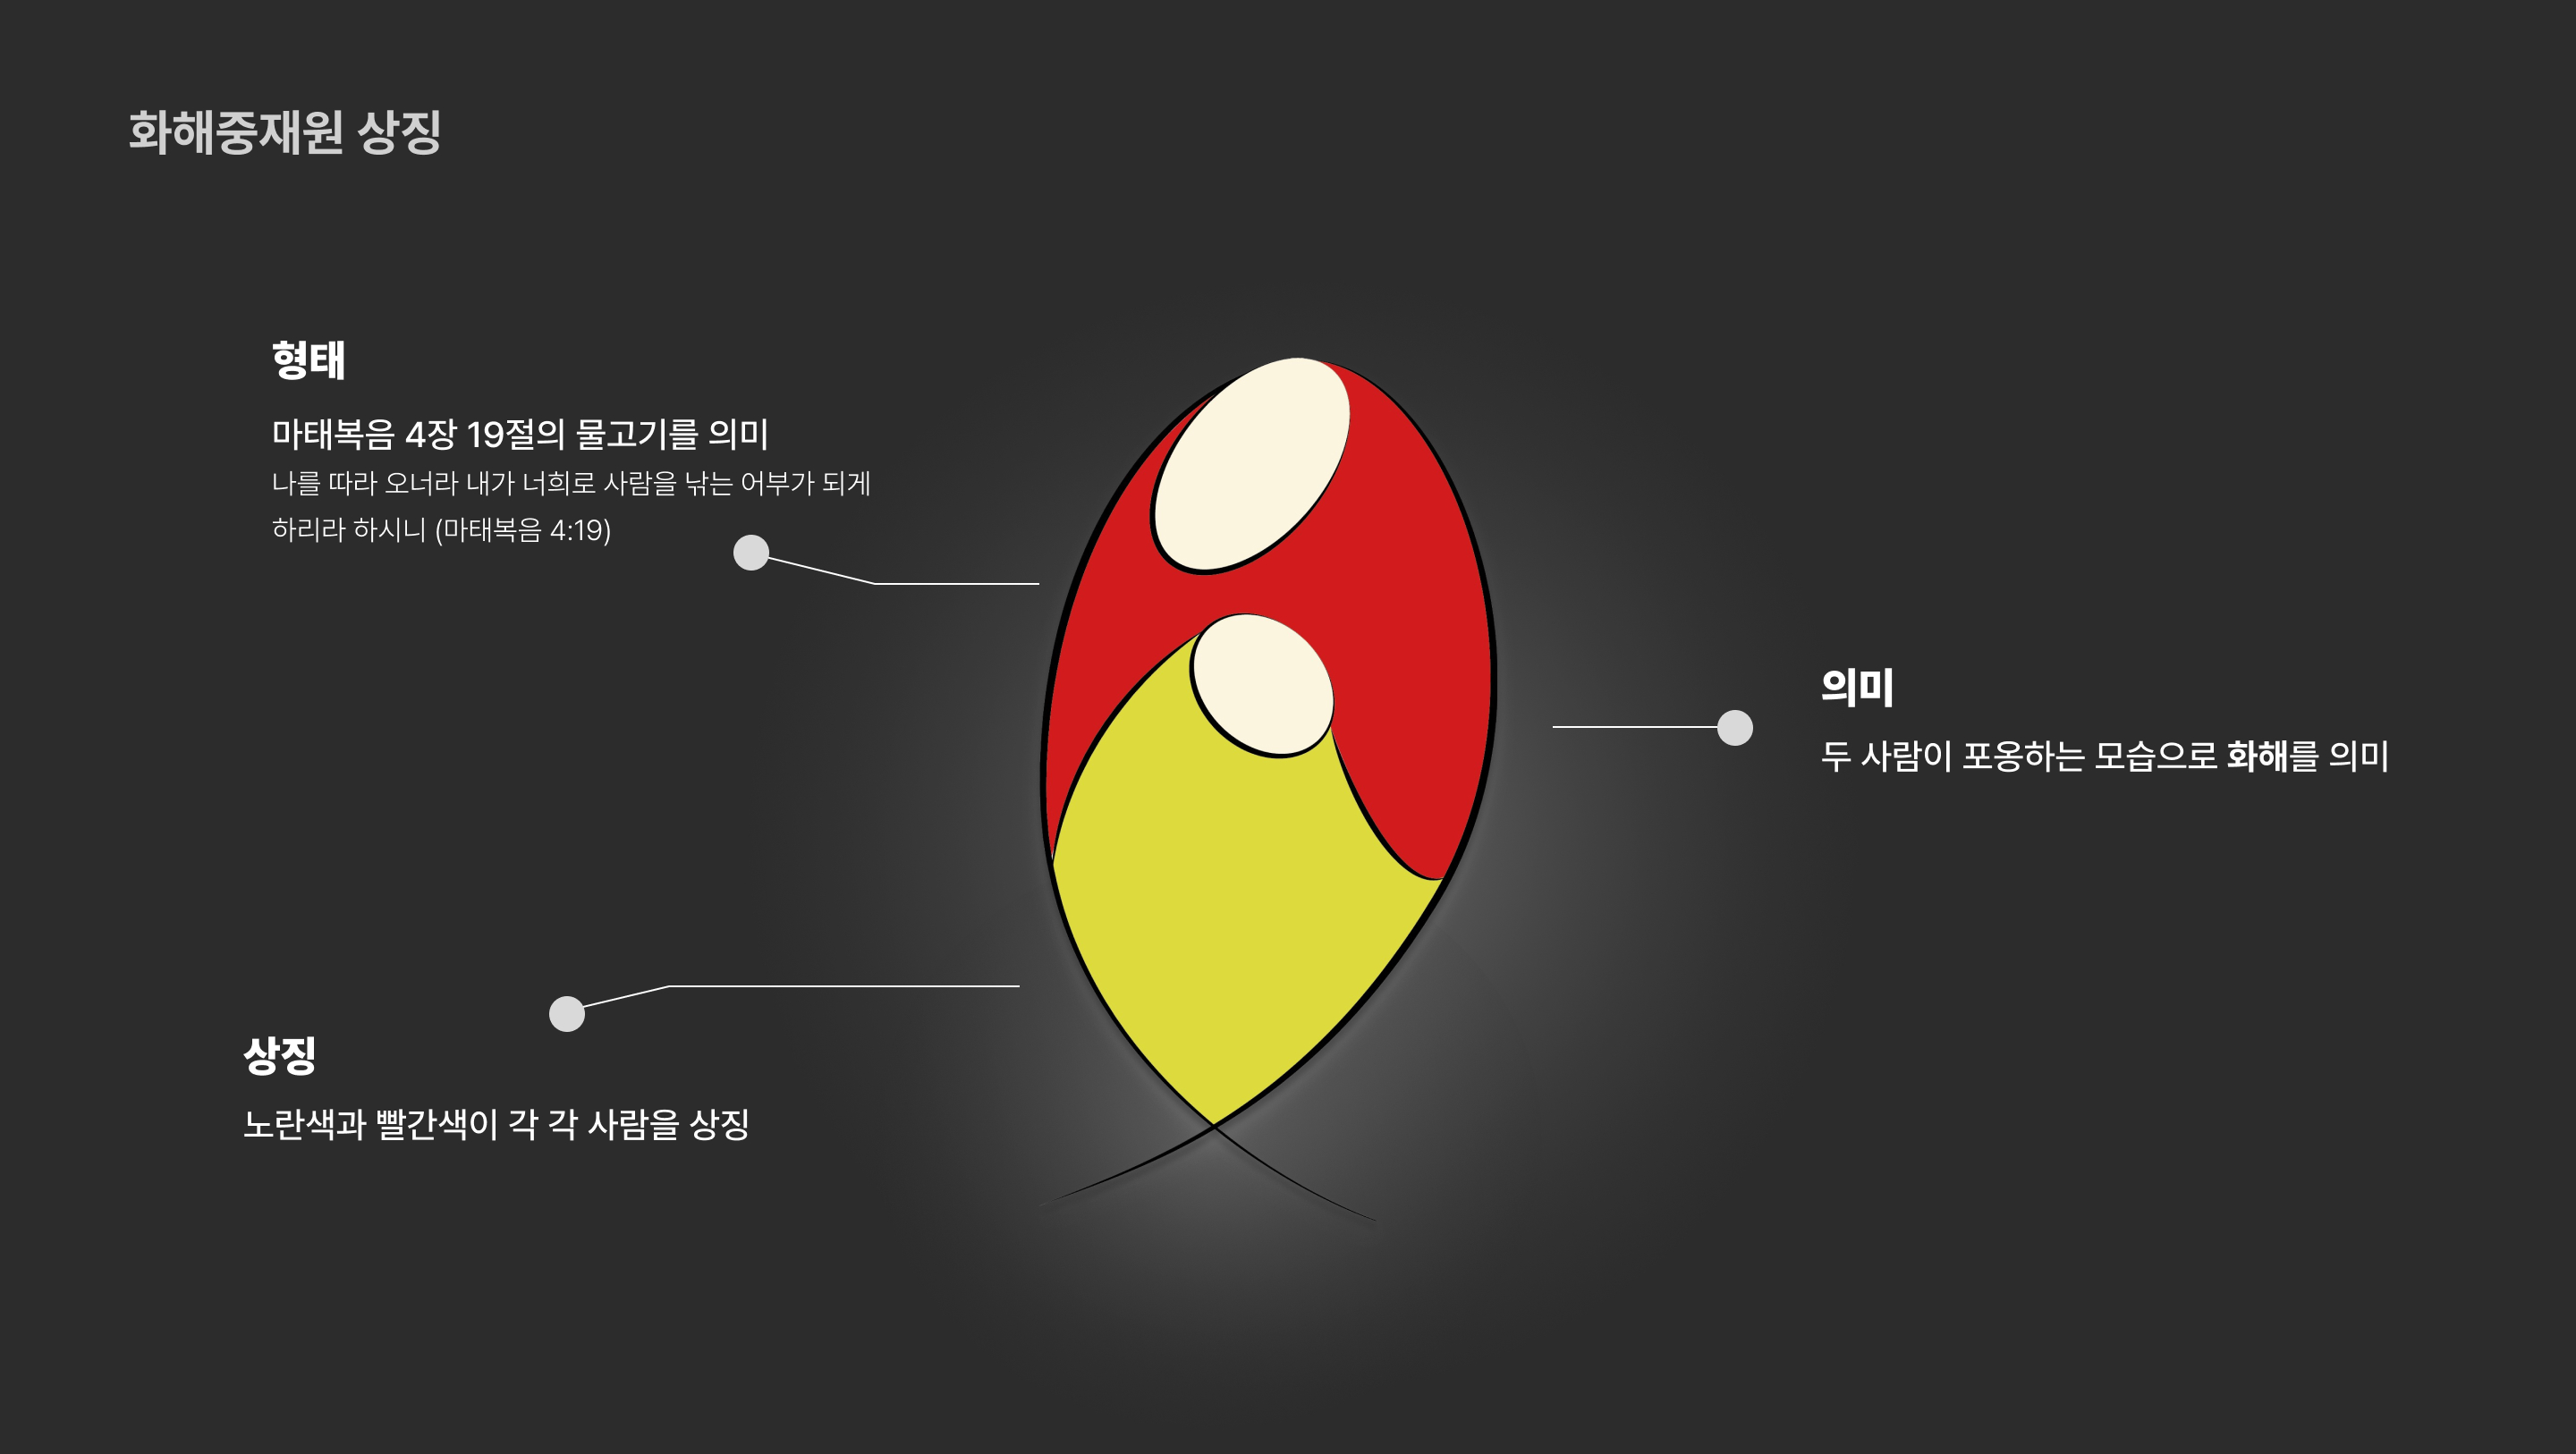 화해중재원 상징
형태
마태복음 4장 19절의 물고기를 의미
나를 따라 오너라 내가 너희로 사람을 낚는 어부가 되게
하리라 하시니 (마태복음 4:19)
의미
두 사람이 포옹하는 모습으로 화해를 의미
상징
노란색과 빨간색이 각 각 사람을 상징